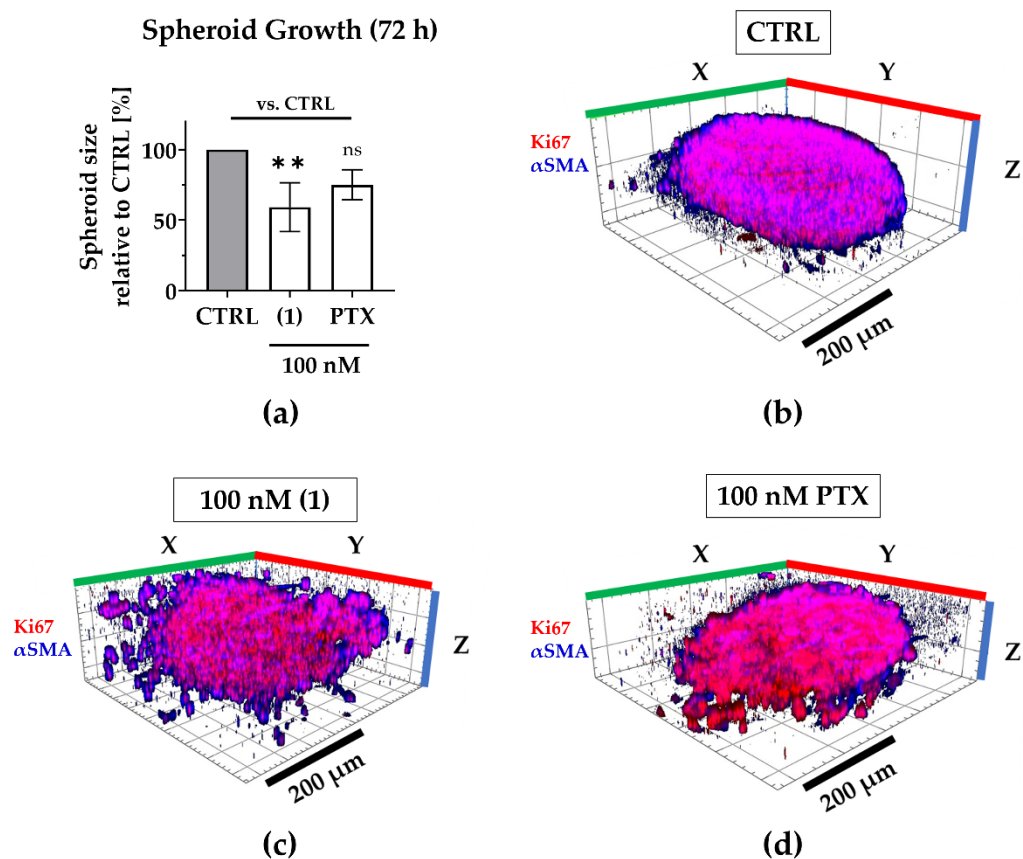 Spheroid Growth (72 h)
Spheroid size
relative to CTRL [%]
vs. CTRL
100
50
0
**
ns
CTRL
(1)
PTX
100 nM
(a)
CTRL
X
Y
Z
Ki67
αSMA
200 µm
(b)
100 nM (1)
X
Y
Z
Ki67
αSMA
200 µm
(c)
100 nM PTX
X
Y
Z
Ki67
αSMA
200 µm
(d)